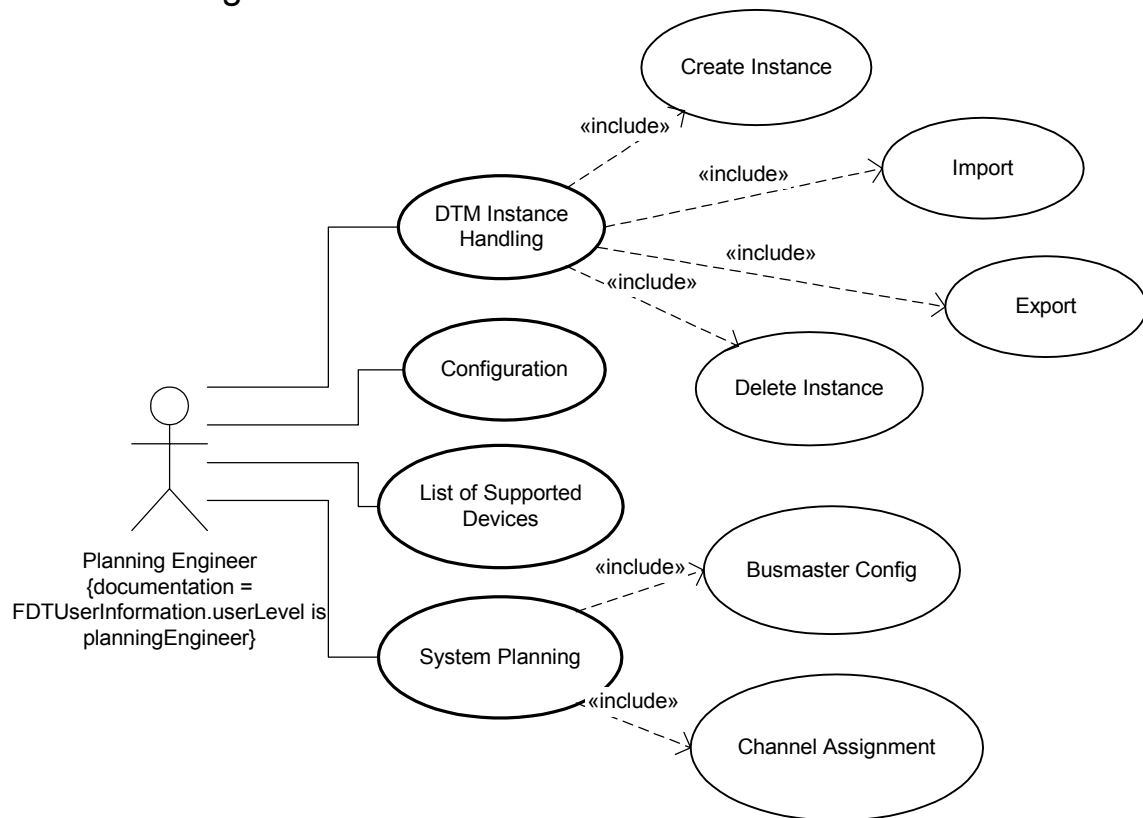 Create Instance
«include»
Import
«include»
DTM Instance
Handling
«include»
Export
«include»
Configuration
Delete Instance
List of Supported
Devices
Planning Engineer
{documentation =
FDTUserInformation.userLevel is
planningEngineer}
«include»
Busmaster Config
System Planning
«include»
Channel Assignment